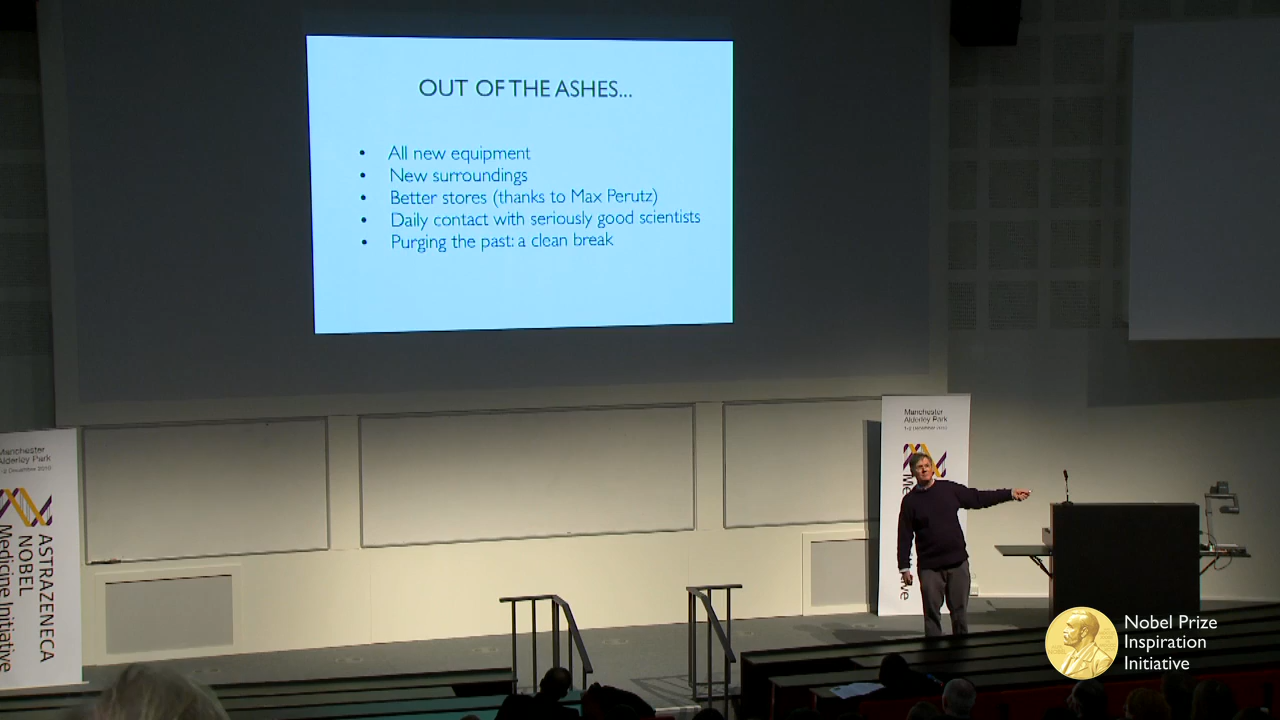 OUT OF THE ASHES...
• All new equipment
• New surroundings
• Better stores (thanks to Max Perutz)
• Daily contact with seriously good scientists
• Purging the past: a clean break
Manchester
Alderley Park
Manchester
Alderley Park
ASTRAZENECA
NOBEL
Medicine Initiative
Nobel Prize
Inspiration
Initiative